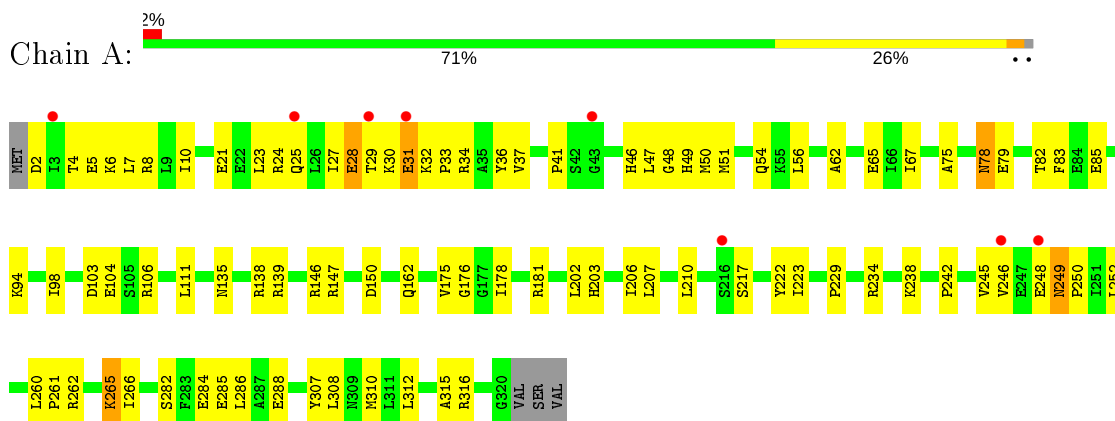 2%
Chain A:
71% 26% • •
MET D2 I3 T4 E5 K6 L7 R8 L9 I10 E21 E22 L23 R24 Q25 L26 I27 E28 T29 K30 E31 K32 P33 R34 A35 Y36 V37 P41 S42 G43 H46 L47 G48 H49 M50 M51 Q54 K55 L56 A62 E65 I66 I67 A75 N78 E79 T82 F83 E84 E85
K94 I98 D103 E104 S105 R106 L111 N135 R138 R139 R146 R147 D150 Q162 V175 G176 G177 I178 R181 L202 H203 I206 L207 L210 S216 S217 Y222 I223 P229 R234 K238 P242 V245 V246 E247 E248 N249 P250 I251
L260 P261 R262 K265 I266 S282 F283 E284 E285 L286 A287 E288 Y307 L308 N309 M310 L311 L312 A315 R316 G320 VAL SER VAL